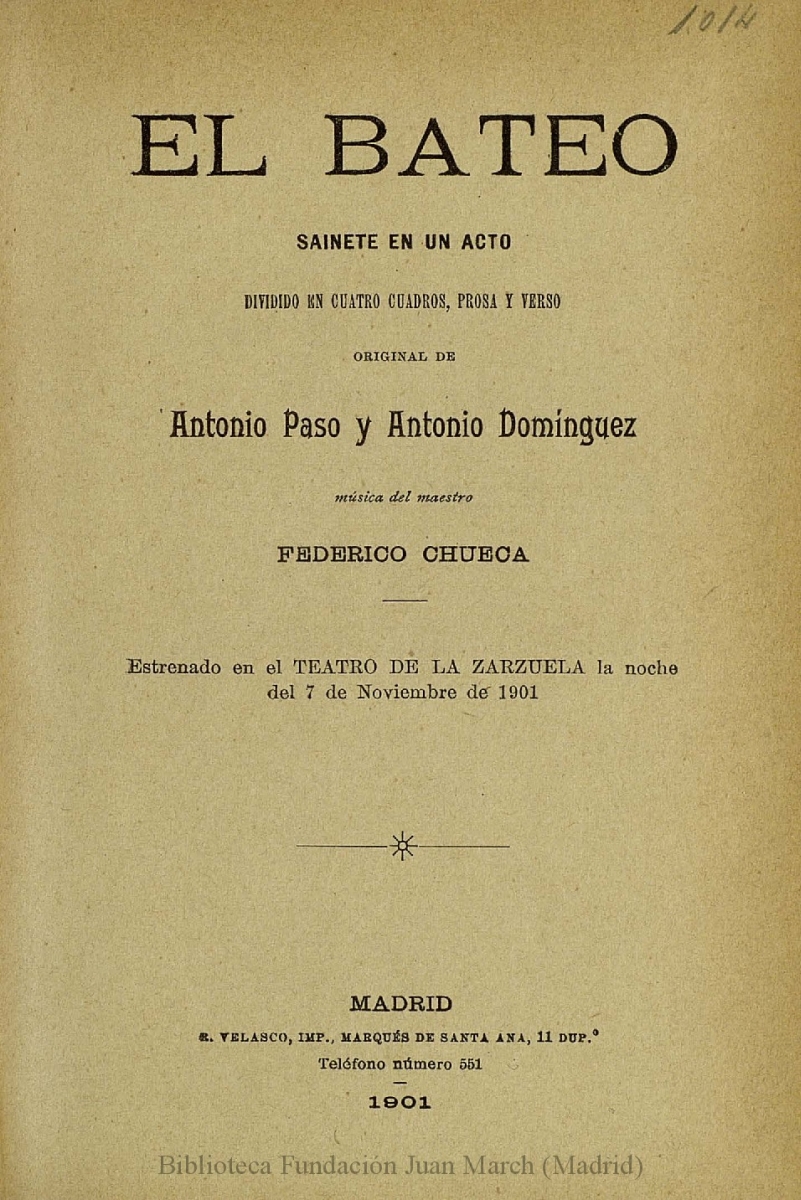 1.014
EL BATEO
SAINETE EN UN ACTO
DIVIDIDO EN CUATRO CUADROS, PROSA Y VERSO
ORIGINAL DE
Antonio Paso y Antonio Domínguez
música del maestro
FEDERICO CHUECA
Estrenado en el TEATRO DE LA ZARZUELA la noche
del 7 de Noviembre de 1901
MADRID
R. VELASCO, IMP., MARQUÉS DE SANTA ANA, 11 DUP.º
Teléfono número 551
1901
Biblioteca Fundación Juan March (Madrid)